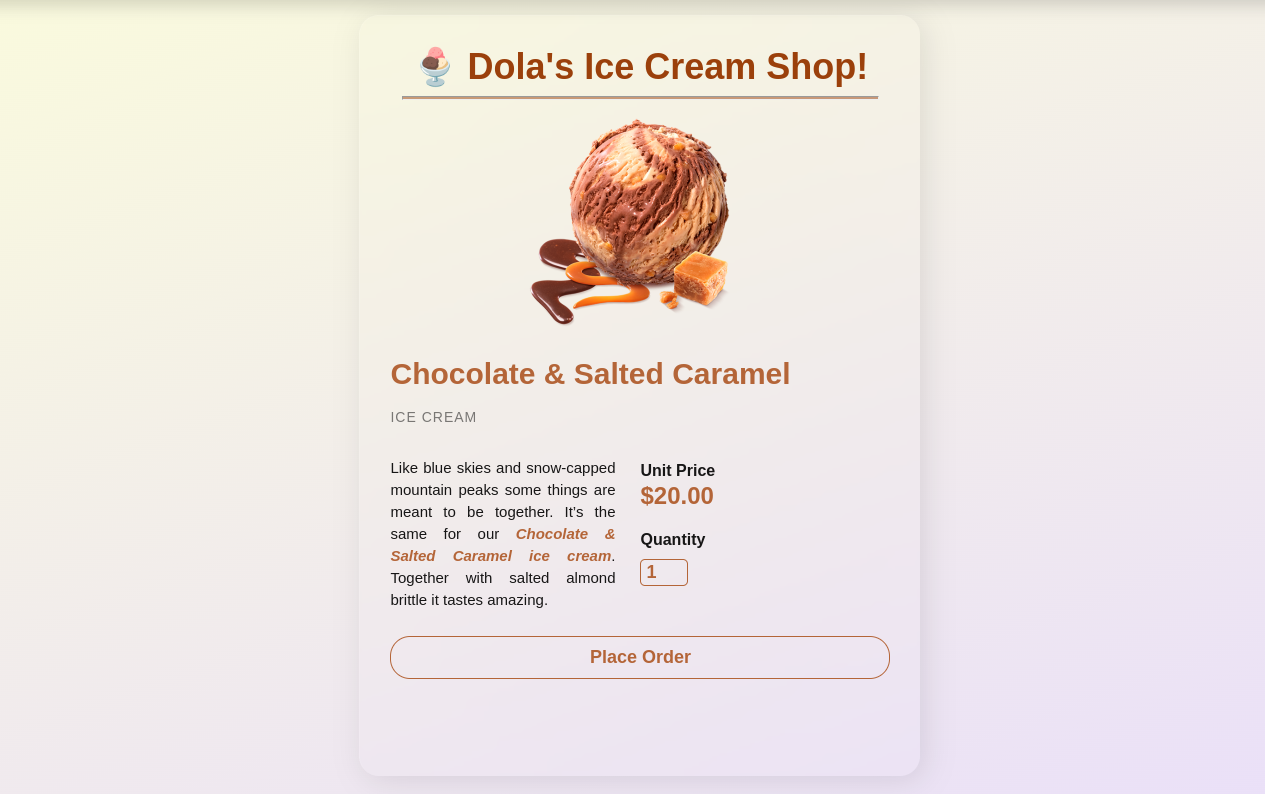 Dola's Ice Cream Shop!
Chocolate & Salted Caramel
ICE CREAM
Like blue skies and snow-capped
mountain peaks some things are
meant to be together. It's the
same for our Chocolate &
Salted Caramel ice cream.
Together with salted almond
brittle it tastes amazing.
Unit Price
$20.00
Quantity
1
Place Order